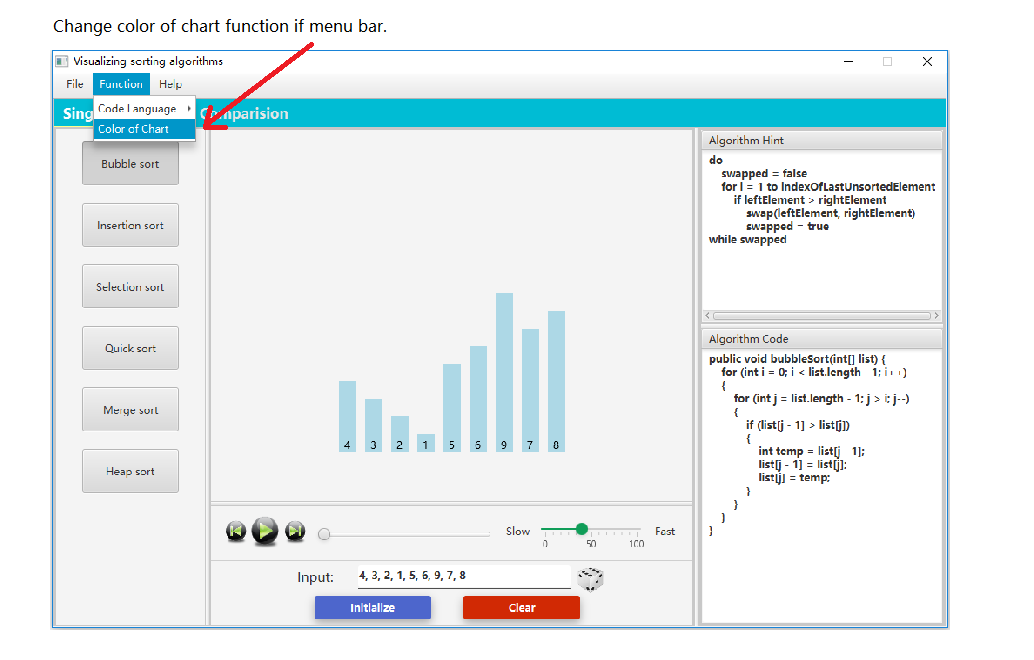 Change color of chart function if menu bar.
Visualizing sorting algorithms
File Function Help
Code Language
Color of Chart
Sing
Comparision
Bubble sort
Insertion sort
Selection sort
Quick sort
Merge sort
Heap sort
4 3 2 1 5 6 9 7 8
Slow
Fast
0 50 100
Input:
4, 3, 2, 1, 5, 6, 9, 7, 8
Initialize
Clear
Algorithm Hint
do
swapped = false
for i = 1 to indexOfLastUnsortedElement
if leftElement > rightElement
swap(leftElement, rightElement)
swapped = true
while swapped
Algorithm Code
public void bubbleSort(int[] list) {
for (int i = 0; i < list.length - 1; i++)
{
for (int j = list.length - 1; j > i; j--)
{
if (list[j - 1] > list[j])
{
int temp = list[j - 1];
list[j - 1] = list[j];
list[j] = temp;
}
}
}
}